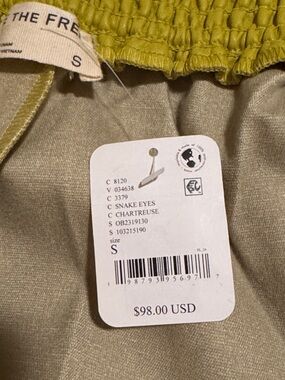 THE FRE
S
C 8120
V 034638
C 3379
C SNAKE EYES
C CHARTREUSE
S OB2319130
S 103215190
size
S
$98.00 USD